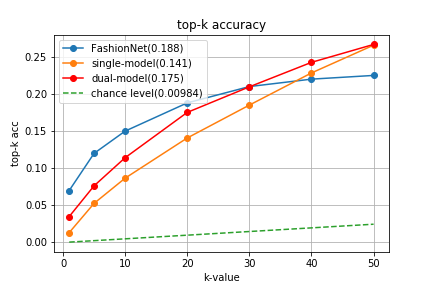 top-k accuracy
FashionNet(0.188)
single-model(0.141)
dual-model(0.175)
chance level(0.00984)
top-k acc
0.25
0.20
0.15
0.10
0.05
0.00
0 10 20 30 40 50
k-value